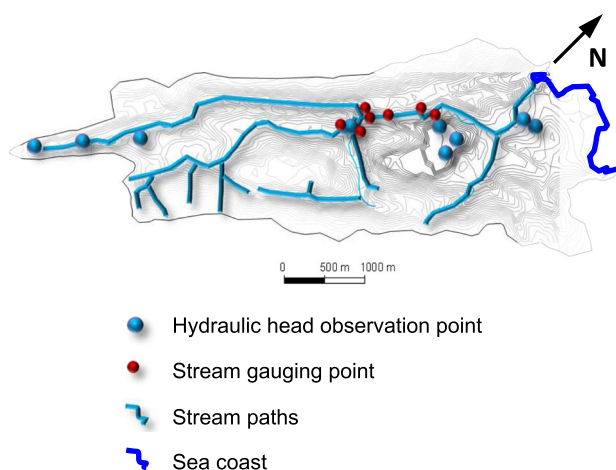 N
0 500 m 1000 m
Hydraulic head observation point
Stream gauging point
Stream paths
Sea coast